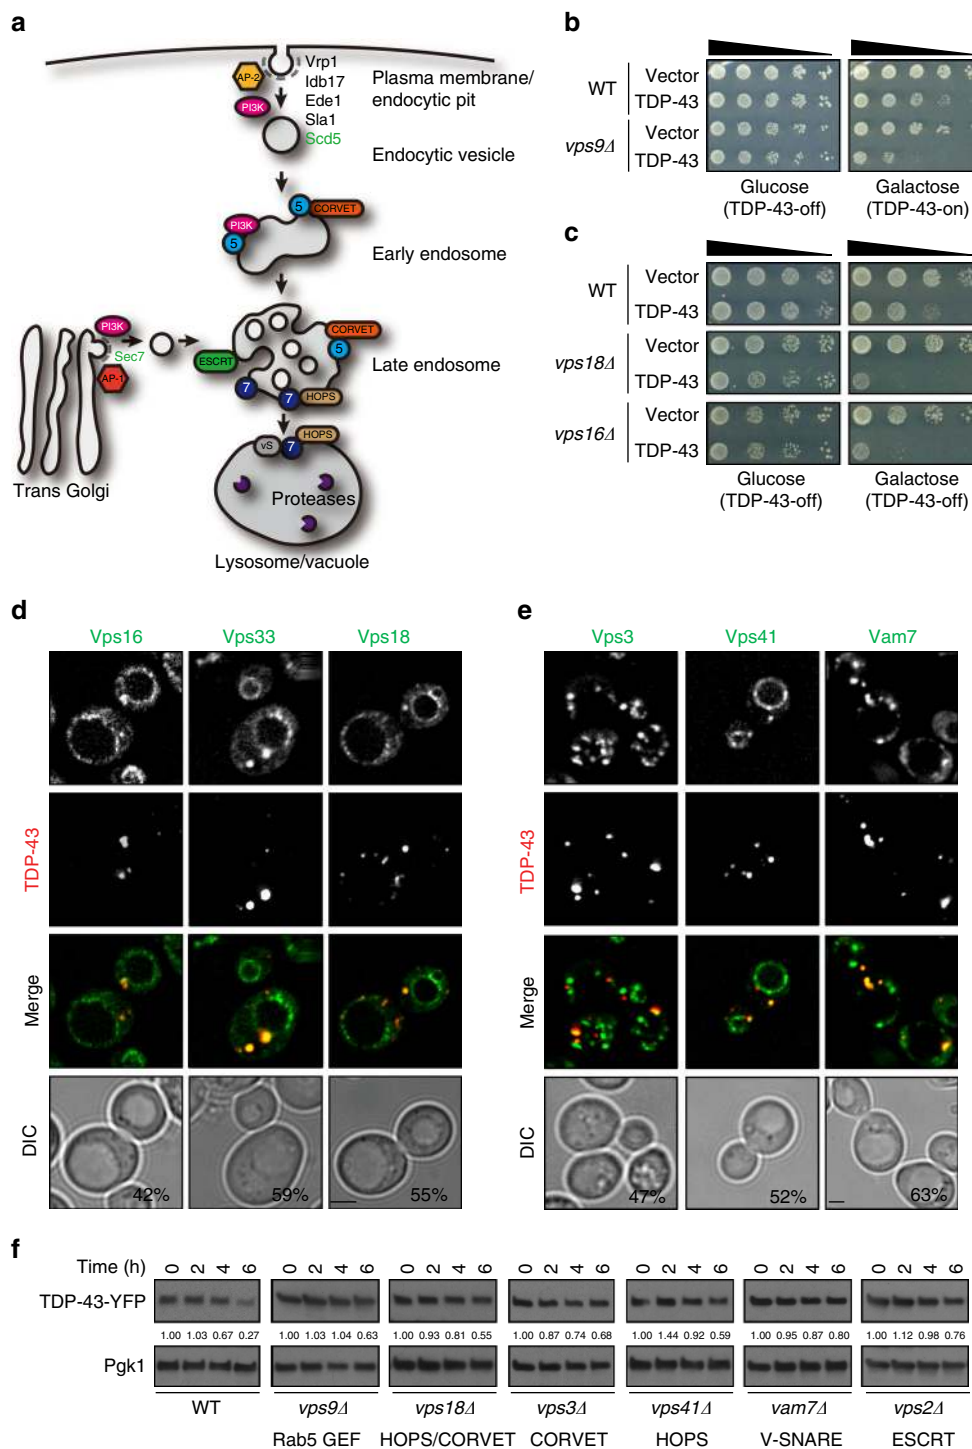 a
AP-2
Vrp1
Idb17
Ede1
Sla1
Scd5
PI3K
Plasma membrane/
endocytic pit
Endocytic vesicle
5
CORVET
PI3K
5
Early endosome
PI3K
Sec7
AP-1
ESCRT
CORVET
5
Late endosome
7
7
HOPS
vS
7
HOPS
Proteases
Trans Golgi
Lysosome/vacuole
b
WT
Vector
TDP-43
vps9Δ
Vector
TDP-43
Glucose
(TDP-43-off)
Galactose
(TDP-43-on)
c
WT
Vector
TDP-43
vps18Δ
Vector
TDP-43
vps16Δ
Vector
TDP-43
Glucose
(TDP-43-off)
Galactose
(TDP-43-off)
d
Vps16 Vps33 Vps18
TDP-43
Merge
DIC
42% 59% 55%
e
Vps3 Vps41 Vam7
TDP-43
Merge
DIC
47% 52% 63%
f
Time (h) 0 2 4 6 0 2 4 6 0 2 4 6 0 2 4 6 0 2 4 6 0 2 4 6 0 2 4 6
TDP-43-YFP
1.00 1.03 0.67 0.27 1.00 1.03 1.04 0.63 1.00 0.93 0.81 0.55 1.00 0.87 0.74 0.68 1.00 1.44 0.92 0.59 1.00 0.95 0.87 0.80 1.00 1.12 0.98 0.76
Pgk1
WT vps9Δ vps18Δ vps3Δ vps41Δ vam7Δ vps2Δ
Rab5 GEF HOPS/CORVET CORVET HOPS V-SNARE ESCRT